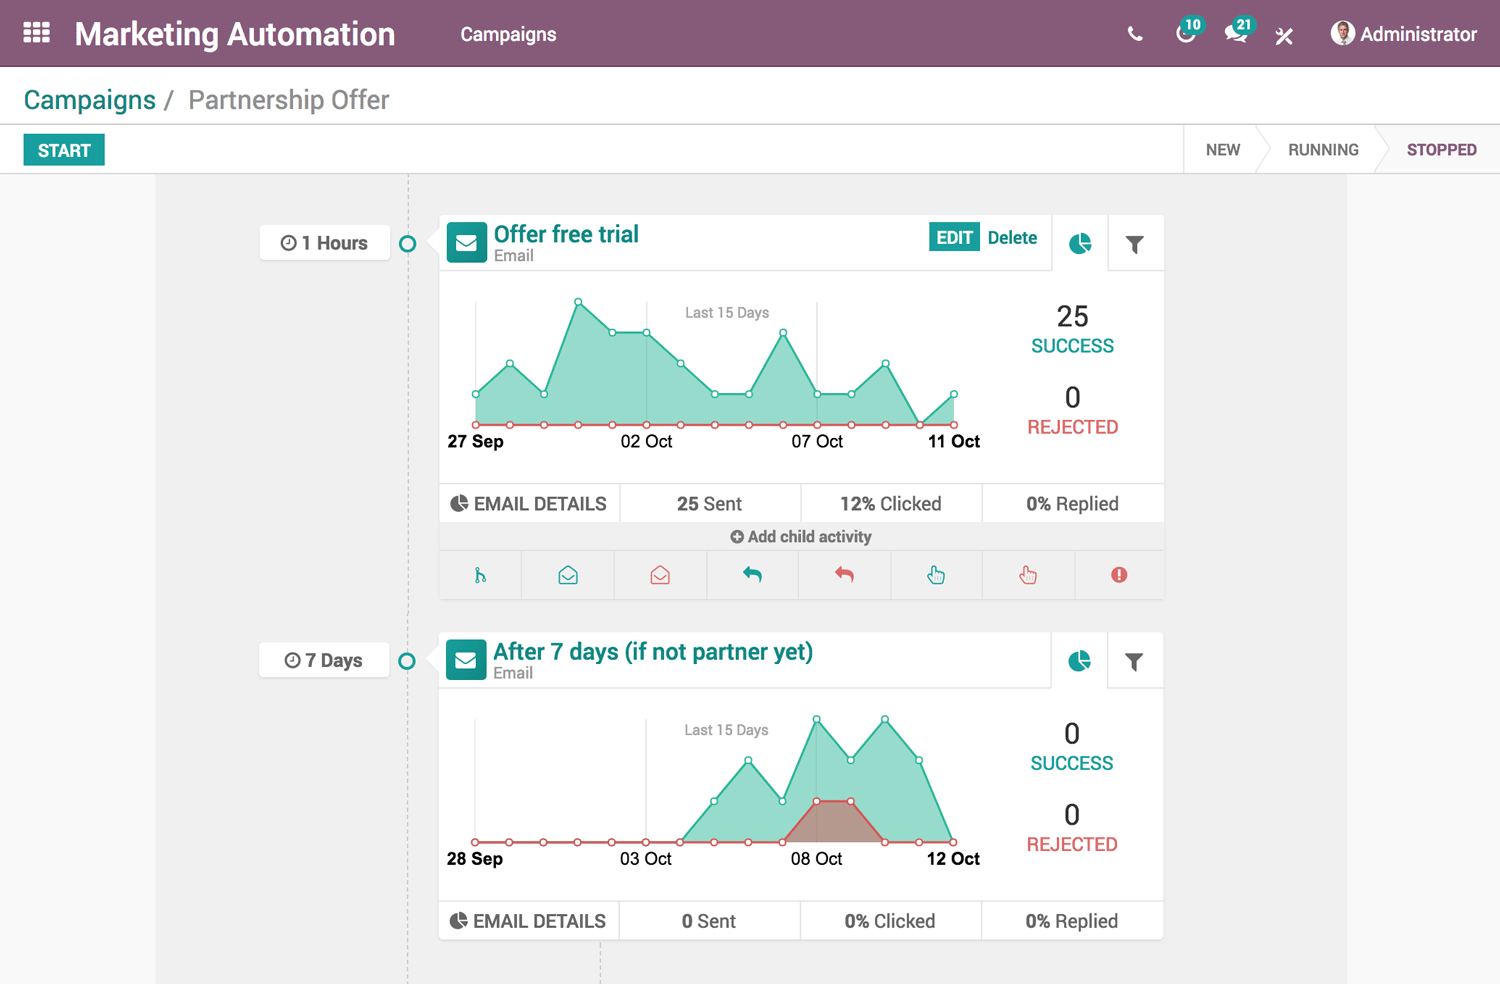 Marketing Automation Campaigns 10 21 Administrator
Campaigns / Partnership Offer
START NEW RUNNING STOPPED
1 Hours
Offer free trial
Email
EDIT Delete
Last 15 Days
25
SUCCESS
0
REJECTED
27 Sep 02 Oct 07 Oct 11 Oct
EMAIL DETAILS 25 Sent 12% Clicked 0% Replied
Add child activity
7 Days
After 7 days (if not partner yet)
Email
Last 15 Days
0
SUCCESS
0
REJECTED
28 Sep 03 Oct 08 Oct 12 Oct
EMAIL DETAILS 0 Sent 0% Clicked 0% Replied